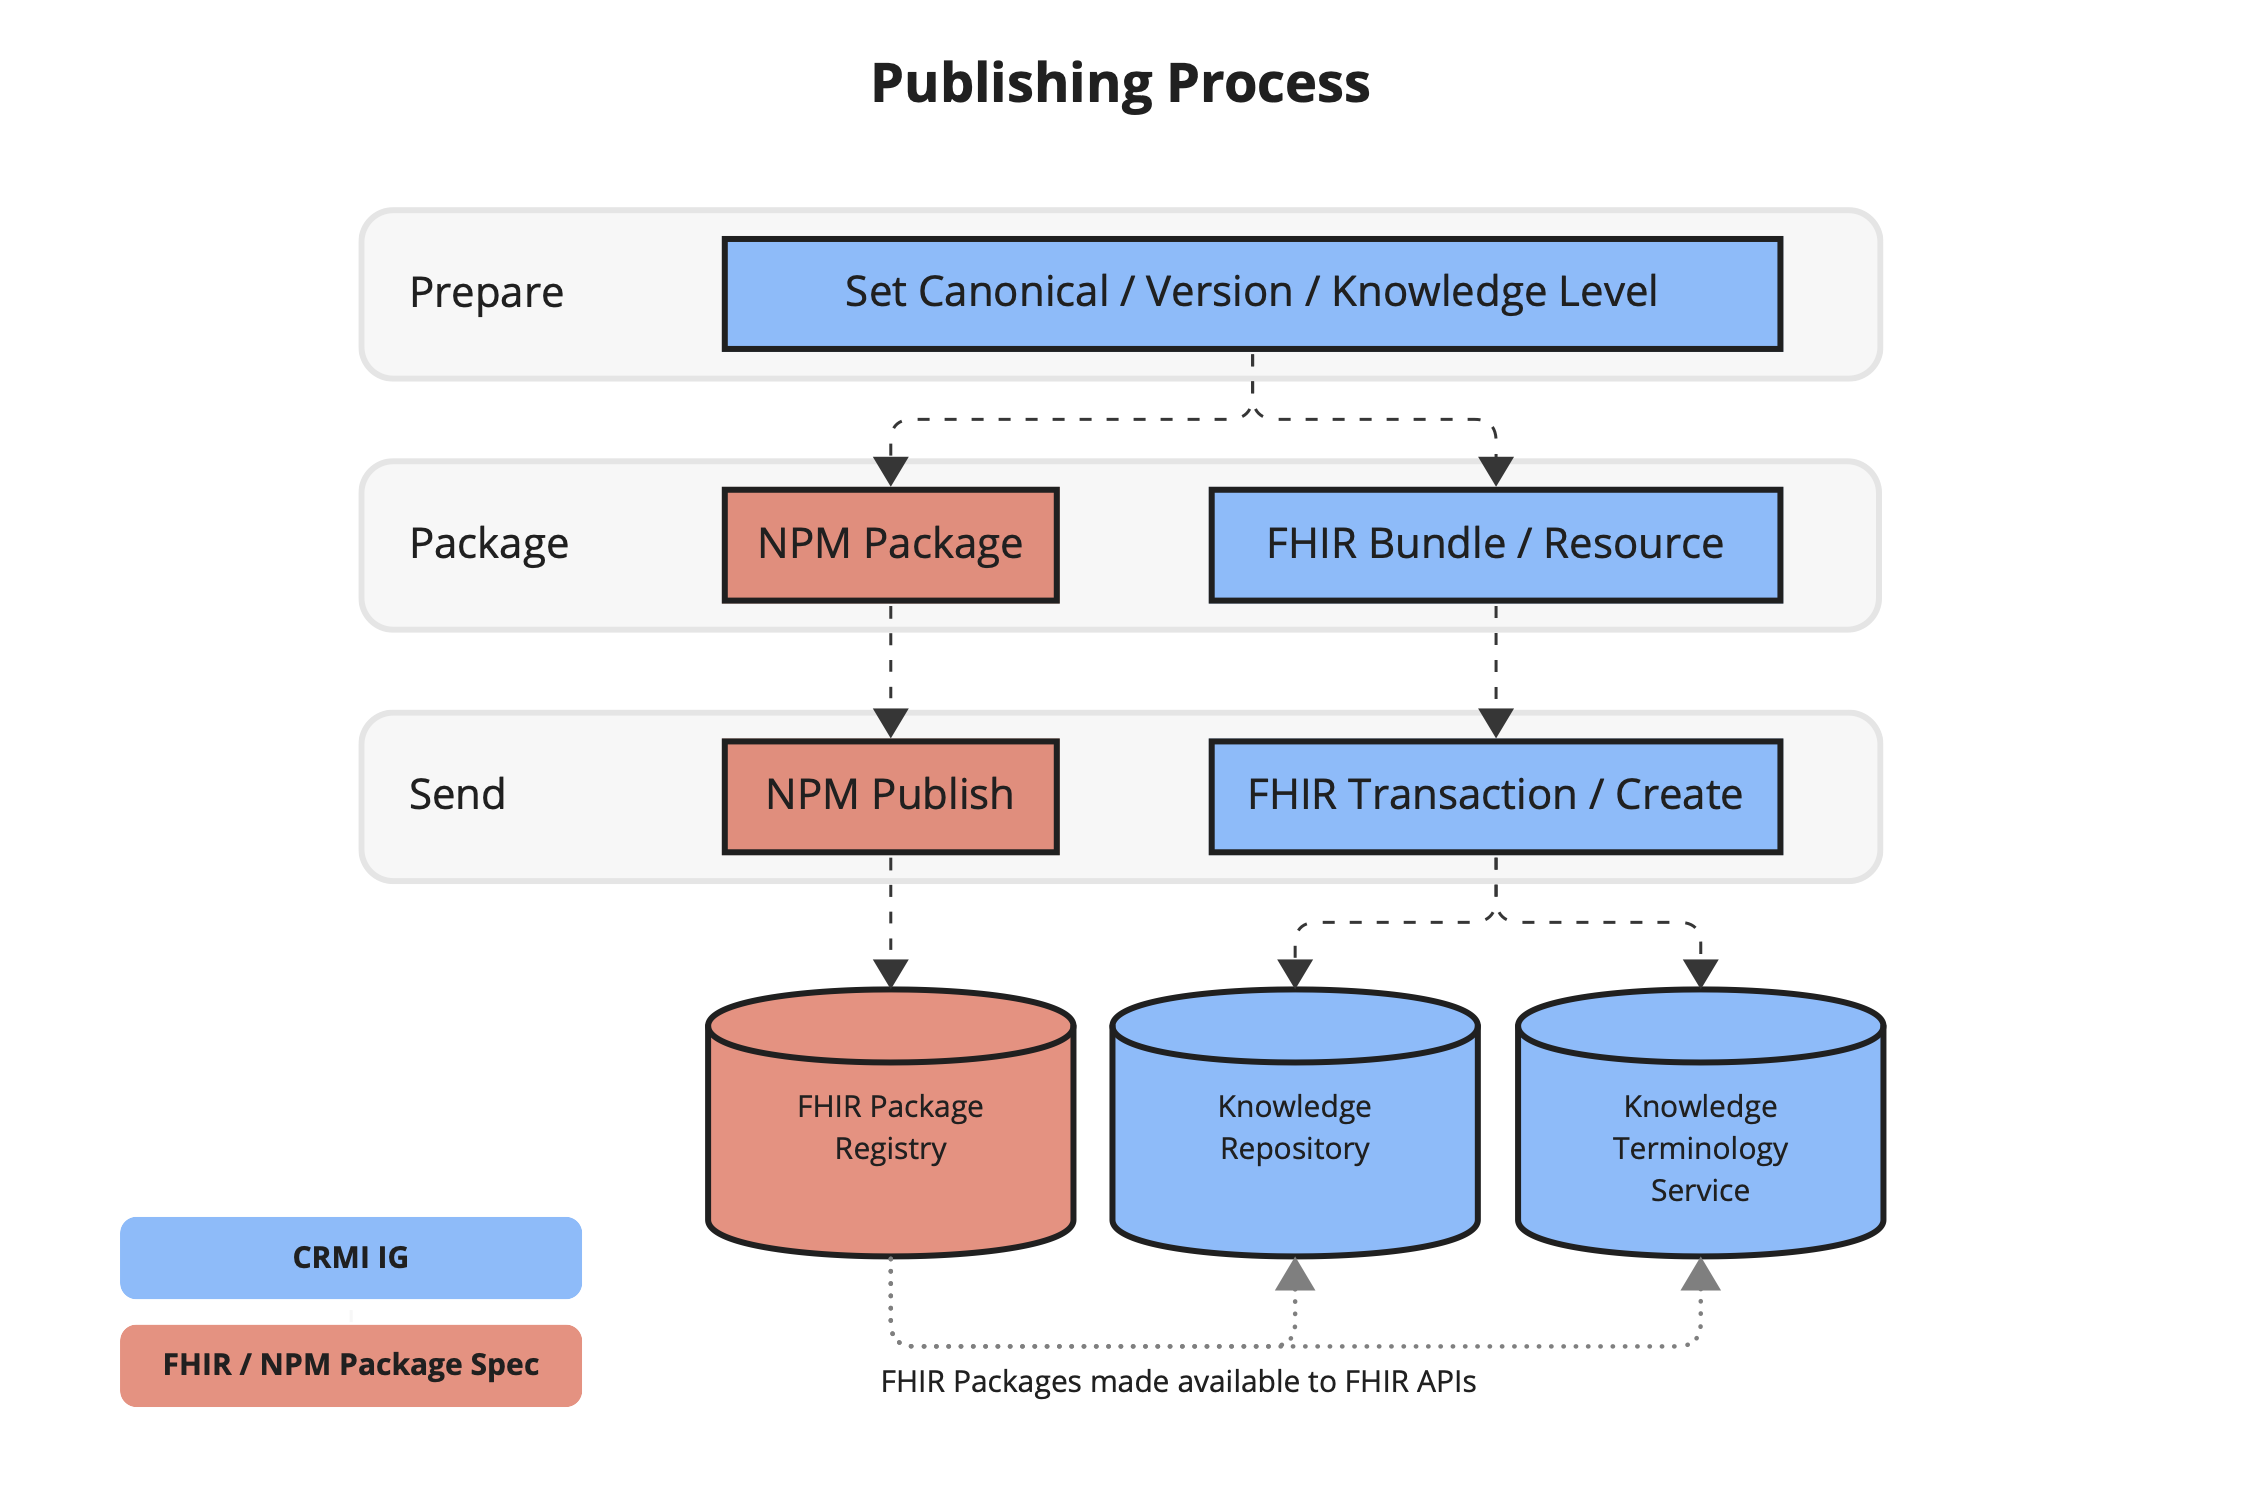 Publishing Process
Prepare
Set Canonical / Version / Knowledge Level
Package
NPM Package
FHIR Bundle / Resource
Send
NPM Publish
FHIR Transaction / Create
FHIR Package
Registry
Knowledge
Repository
Knowledge
Terminology
Service
CRMI IG
FHIR / NPM Package Spec
FHIR Packages made available to FHIR APIs